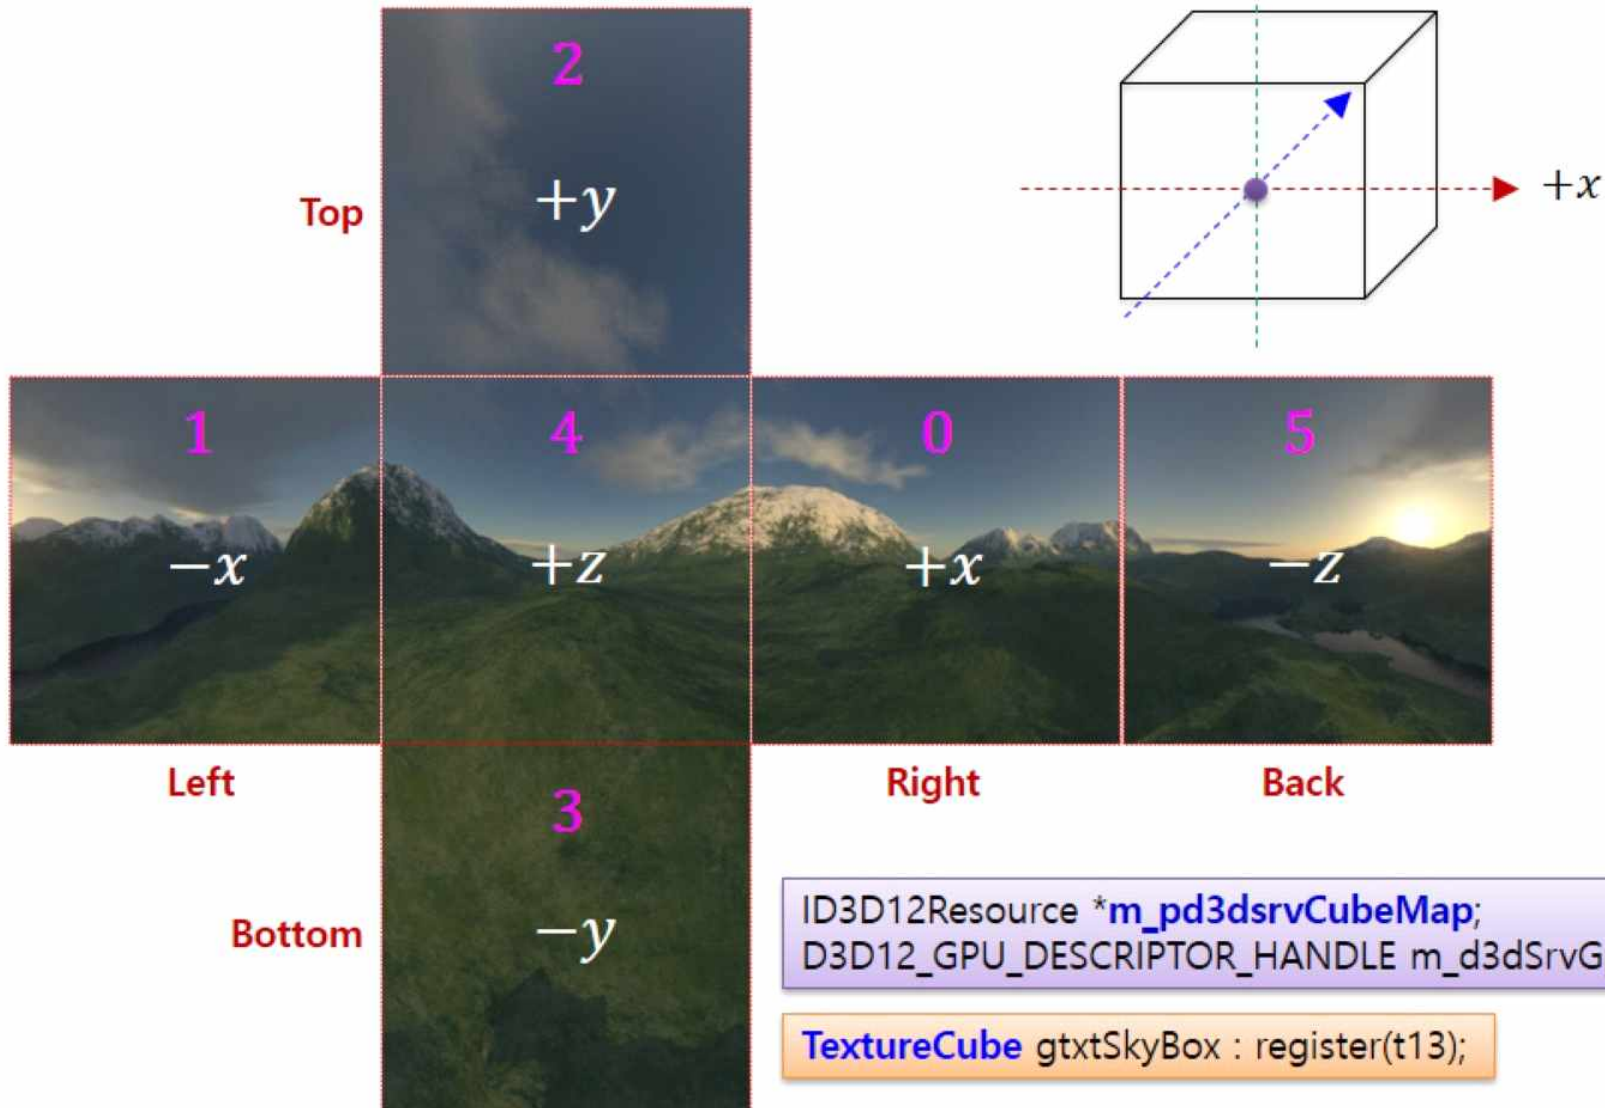 2
+y
Top
+x
1
4
0
5
−x
+z
+x
−z
Left
Right
Back
3
−y
Bottom
ID3D12Resource *m_pd3dsrvCubeMap;
D3D12_GPU_DESCRIPTOR_HANDLE m_d3dSrvG
TextureCube gtxtSkyBox : register(t13);